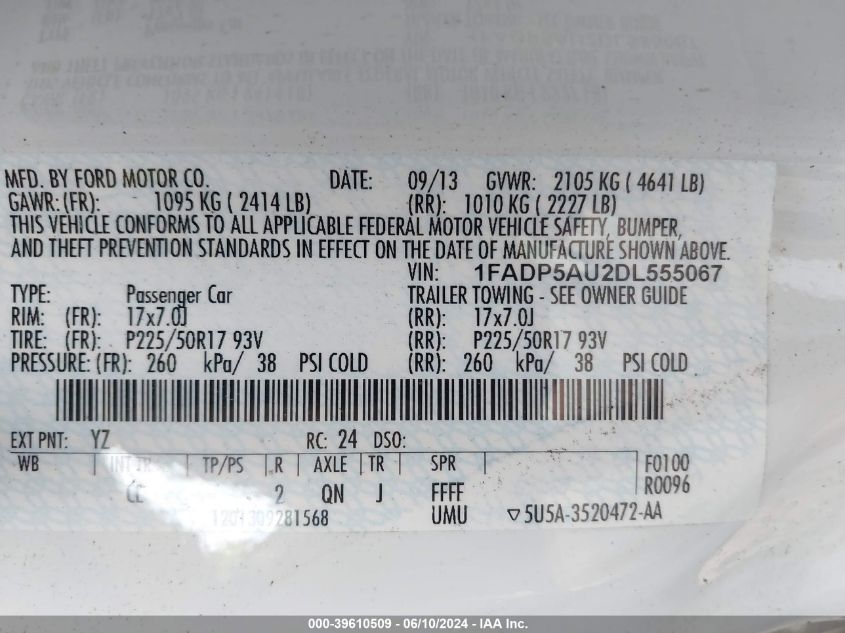 MFD. BY FORD MOTOR CO. DATE: 09/13 GVWR: 2105 KG ( 4641 LB)
GAWR: (FR): 1095 KG ( 2414 LB) (RR): 1010 KG ( 2227 LB)
THIS VEHICLE CONFORMS TO ALL APPLICABLE FEDERAL MOTOR VEHICLE SAFETY, BUMPER,
AND THEFT PREVENTION STANDARDS IN EFFECT ON THE DATE OF MANUFACTURE SHOWN ABOVE.
VIN: 1FADP5AU2DL555067
TYPE: Passenger Car TRAILER TOWING - SEE OWNER GUIDE
RIM: (FR): 17x7.0J (RR): 17x7.0J
TIRE: (FR): P225/50R17 93V (RR): P225/50R17 93V
PRESSURE: (FR): 260 kPa/ 38 PSI COLD (RR): 260 kPa/ 38 PSI COLD
EXT PNT: YZ RC: 24 DSO:
WB INT TR TP/PS R AXLE TR SPR F0100
R0096
CE 2 QN J FFFF
UMU ▽5U5A-3520472-AA
000-39610509 - 06/10/2024 - IAA Inc.